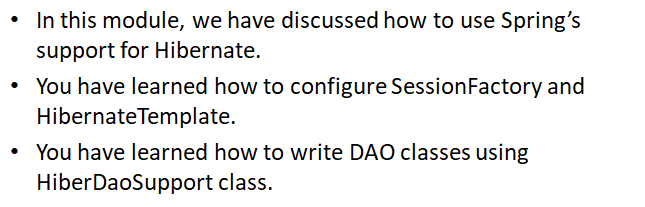 • In this module, we have discussed how to use Spring’s
support for Hibernate.
• You have learned how to configure SessionFactory and
HibernateTemplate.
• You have learned how to write DAO classes using
HiberDaoSupport class.